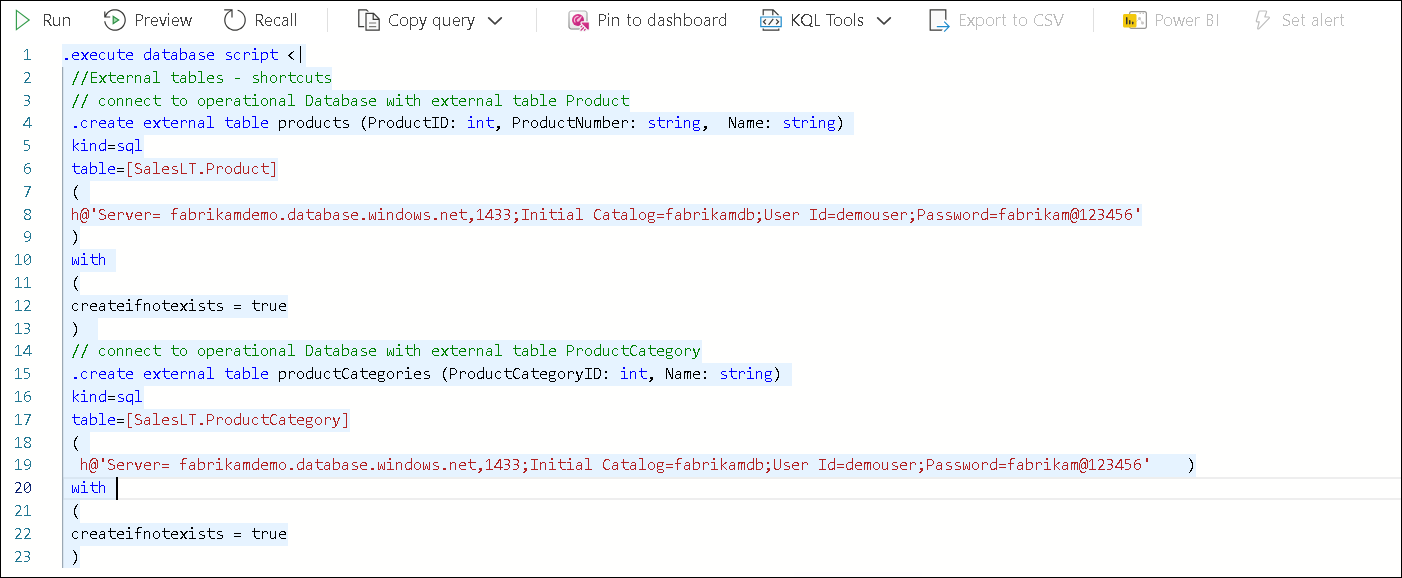 Run Preview Recall Copy query Pin to dashboard KQL Tools Export to CSV Power BI Set alert
1 .execute database script <|
2 //External tables - shortcuts
3 // connect to operational Database with external table Product
4 .create external table products (ProductID: int, ProductNumber: string,  Name: string)
5 kind=sql
6 table=[SalesLT.Product]
7 (
8 h@'Server= fabrikamdemo.database.windows.net,1433;Initial Catalog=fabrikamdb;User Id=demouser;Password=fabrikam@123456'
9 )
10 with
11 (
12 createifnotexists = true
13 )
14 // connect to operational Database with external table ProductCategory
15 .create external table productCategories (ProductCategoryID: int, Name: string)
16 kind=sql
17 table=[SalesLT.ProductCategory]
18 (
19 h@'Server= fabrikamdemo.database.windows.net,1433;Initial Catalog=fabrikamdb;User Id=demouser;Password=fabrikam@123456'    )
20 with
21 (
22 createifnotexists = true
23 )